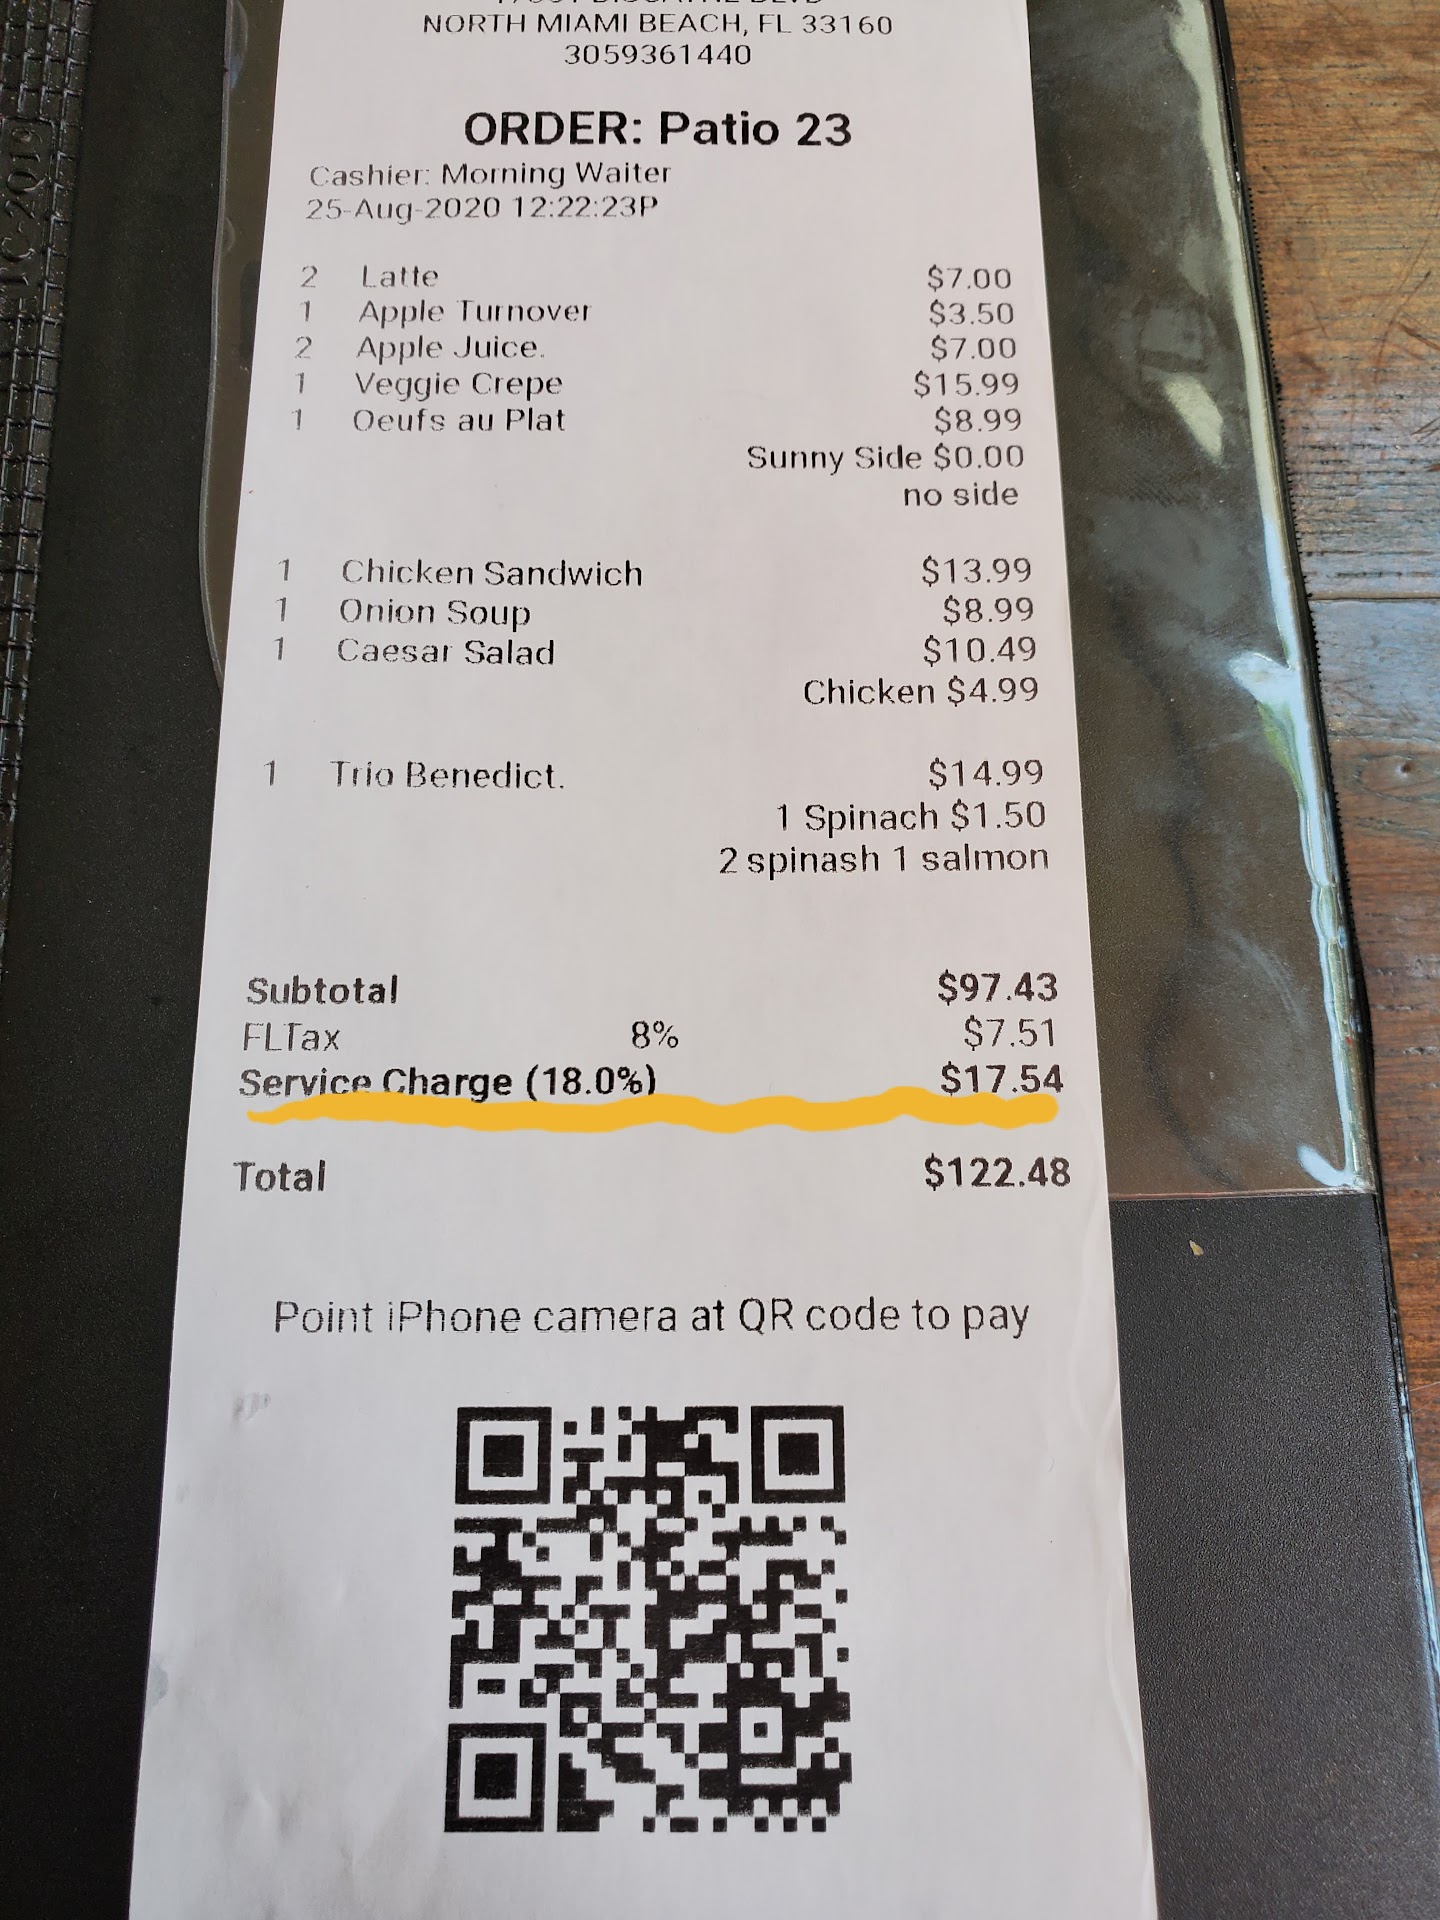 NORTH MIAMI BEACH, FL 33160
3059361440
ORDER: Patio 23
Cashier: Morning Waiter
25-Aug-2020 12:22:23P
2 Latte $7.00
1 Apple Turnover $3.50
2 Apple Juice. $7.00
1 Veggie Crepe $15.99
1 Oeufs au Plat $8.99
Sunny Side $0.00
no side
1 Chicken Sandwich $13.99
1 Onion Soup $8.99
1 Caesar Salad $10.49
Chicken $4.99
1 Trio Benedict. $14.99
1 Spinach $1.50
2 spinash 1 salmon
Subtotal $97.43
FLTax 8% $7.51
Service Charge (18.0%) $17.54
Total $122.48
Point iPhone camera at QR code to pay